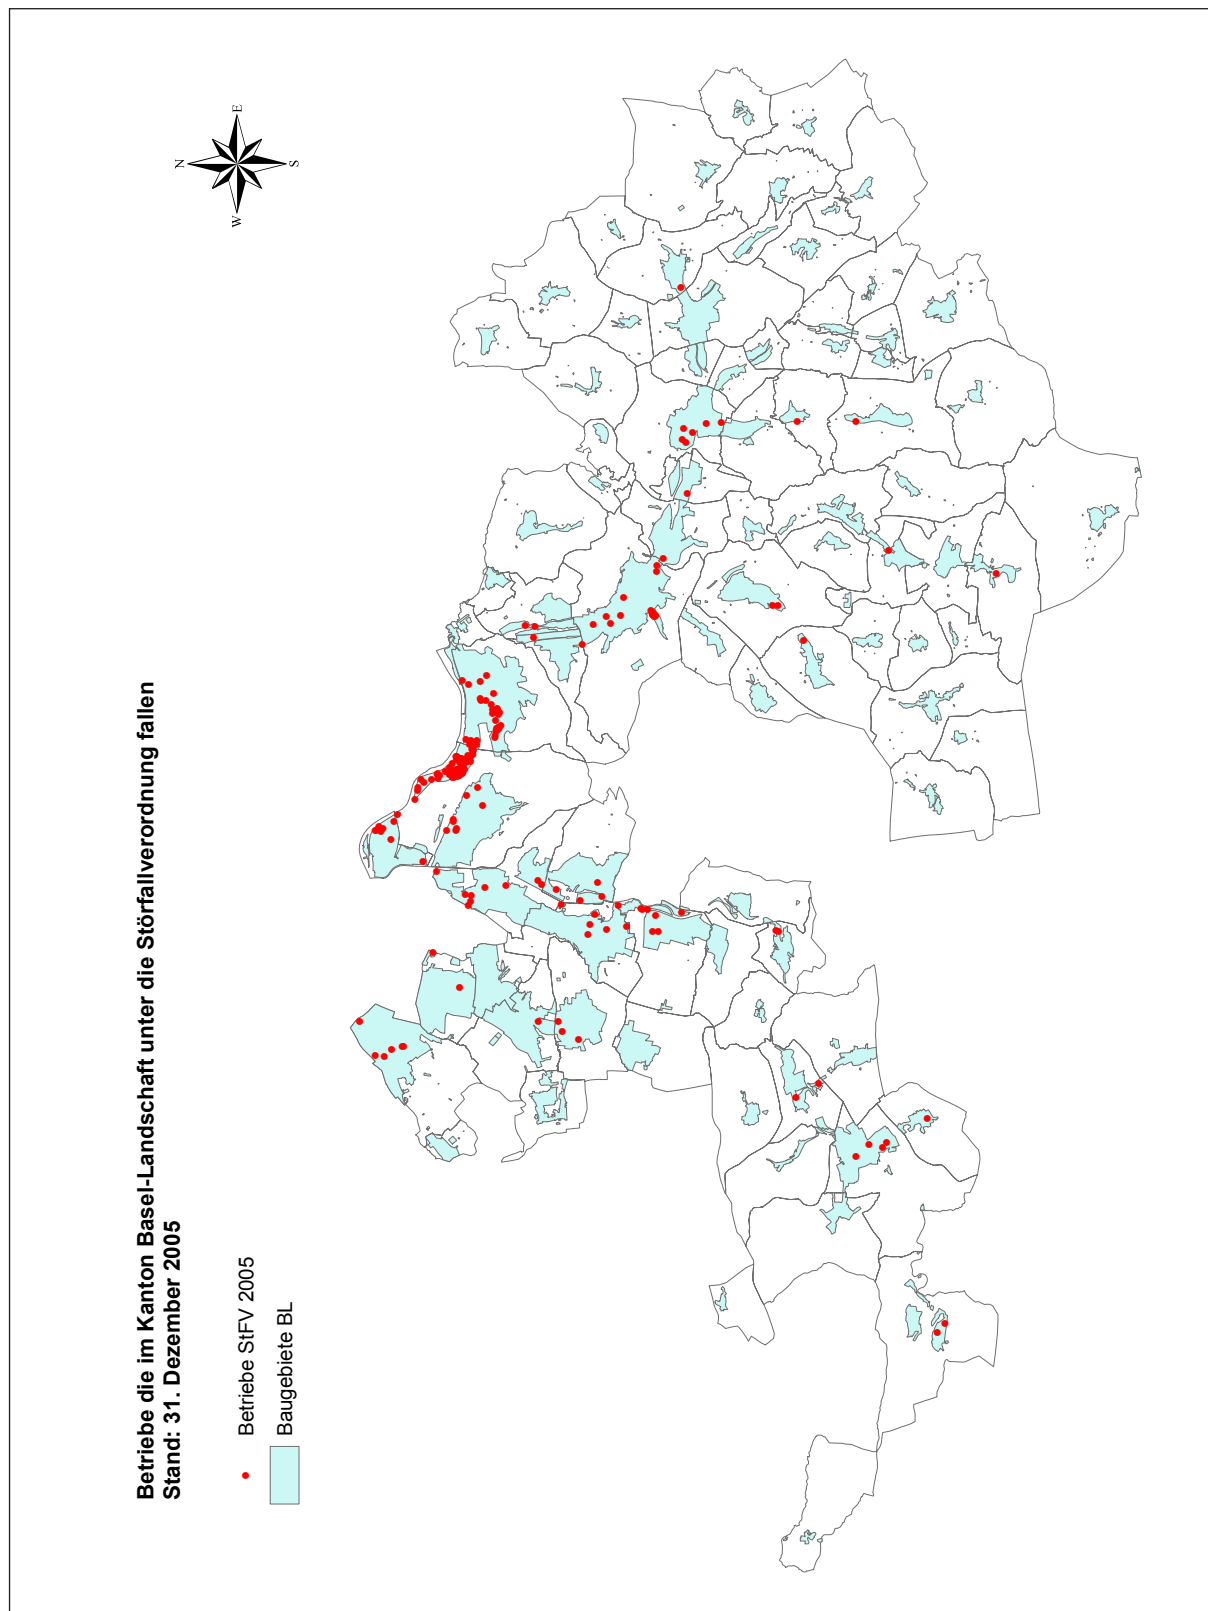 Betriebe die im Kanton Basel-Landschaft unter die Störfallverordnung fallen
Stand: 31. Dezember 2005
Betriebe StFV 2005
Baugebiete BL
N
E
S
W